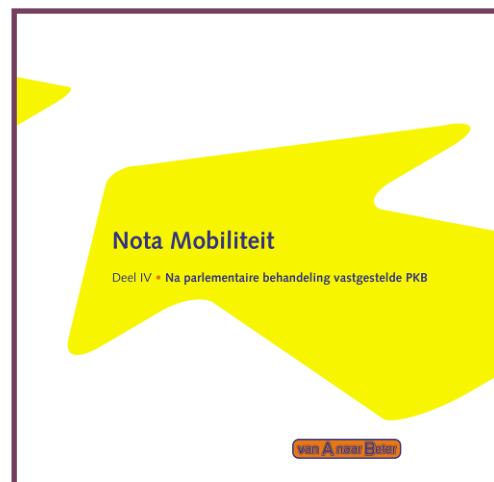 Nota Mobiliteit
Deel IV • Na parlementaire behandeling vastgestelde PKB
van A naar Beter